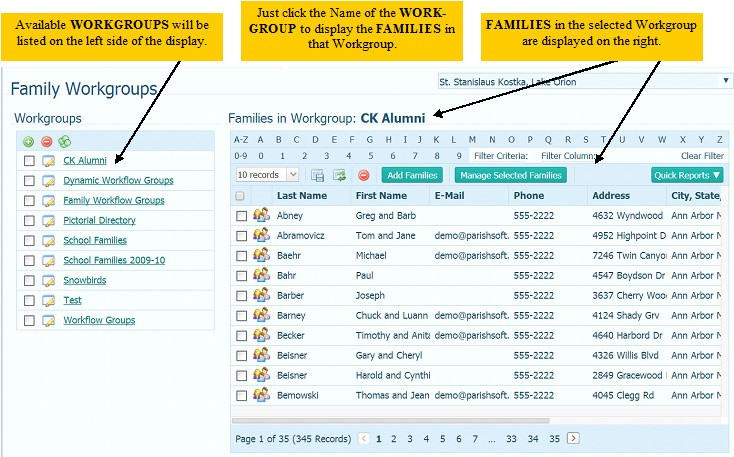 Available WORKGROUPS will be
listed on the left side of the display.
Just click the Name of the WORK-
GROUP to display the FAMILIES in
that Workgroup.
FAMILIES in the selected Workgroup
are displayed on the right.
Family Workgroups
St. Stanislaus Kostka, Lake Orion
Workgroups
CK Alumni
Dynamic Workflow Groups
Family Workflow Groups
Pictorial Directory
School Families
School Families 2009-10
Snowbirds
Test
Workflow Groups
Families in Workgroup: CK Alumni
A-Z A B C D E F G H I J K L M N O P Q R S T U V W X Y Z
0-9 0 1 2 3 4 5 6 7 8 9 Filter Criteria: Filter Column: Clear Filter
10 records Add Families Manage Selected Families Quick Reports ▼
Last Name First Name E-Mail Phone Address City, State,
Abney Greg and Barb 555-2222 4632 Wyndwood Ann Arbor M
Abramovicz Tom and Jane demo@parishsoft. 555-2222 4952 Highpoint D Ann Arbor M
Baehr Michael demo@parishsoft. 555-2222 7246 Twin Canyo Ann Arbor M
Bahr Paul 555-2222 4547 Boydson Dr Ann Arbor M
Barber Joseph 555-2222 3637 Cherry Woo Ann Arbor M
Barney Chuck and Luann demo@parishsoft. 555-2222 4124 Shady Grv Ann Arbor M
Becker Timothy and Anita demo@parishsoft. 555-2222 4640 Harbord Dr Ann Arbor M
Beisner Gary and Cheryl 555-2222 4326 Willis Blvd Ann Arbor M
Beisner Harold and Cynthi 555-2222 2849 Gracewood Ann Arbor M
Bemowski Thomas and Jean demo@parishsoft. 555-2222 4045 Clegg Rd Ann Arbor M
Page 1 of 35 (345 Records) < 1 2 3 4 5 6 7 ... 33 34 35 >